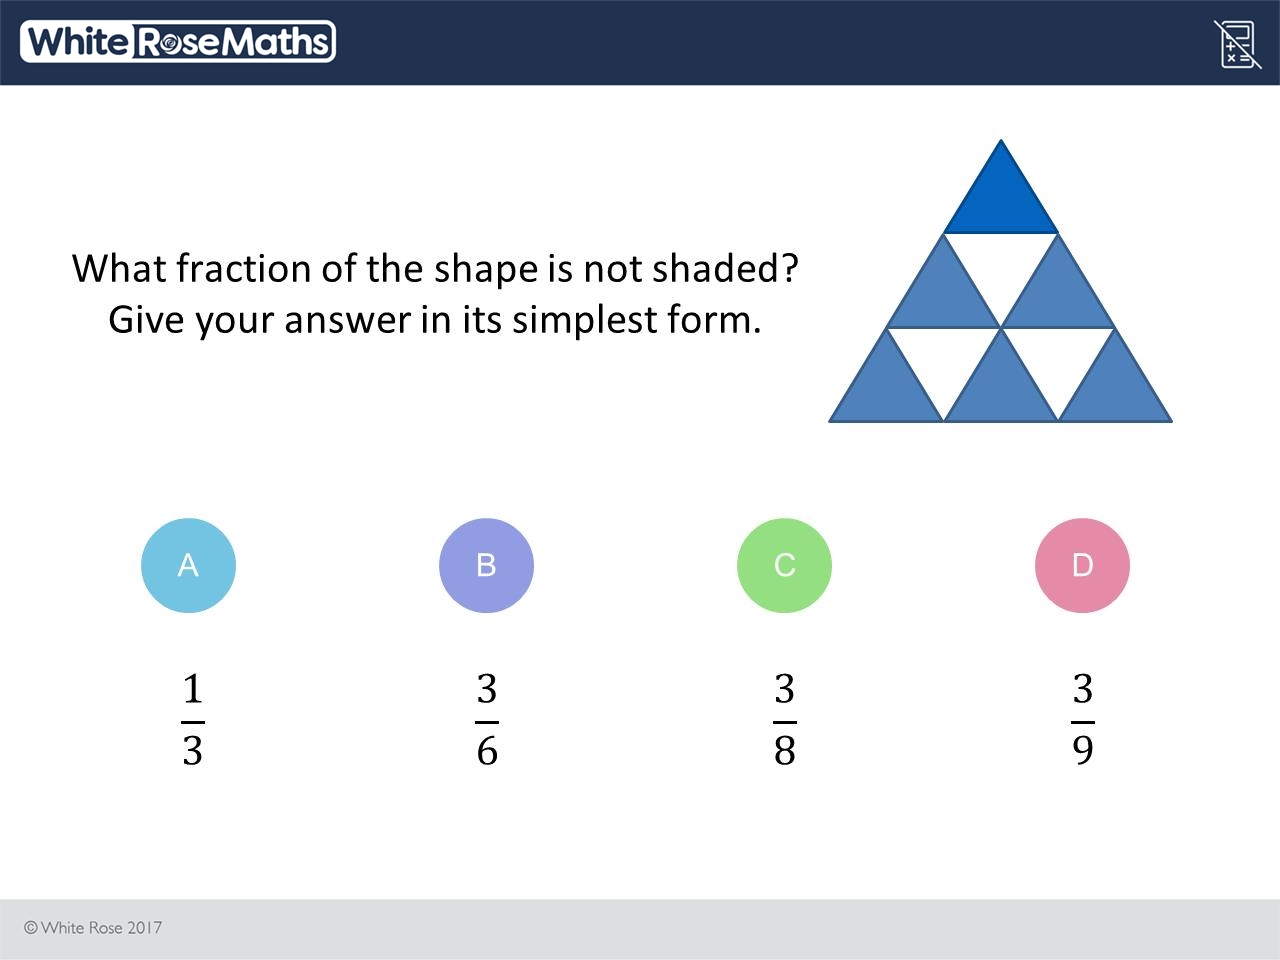 White Rose Maths
What fraction of the shape is not shaded?
Give your answer in its simplest form.
A
B
C
D
1/3
3/6
3/8
3/9
© White Rose 2017